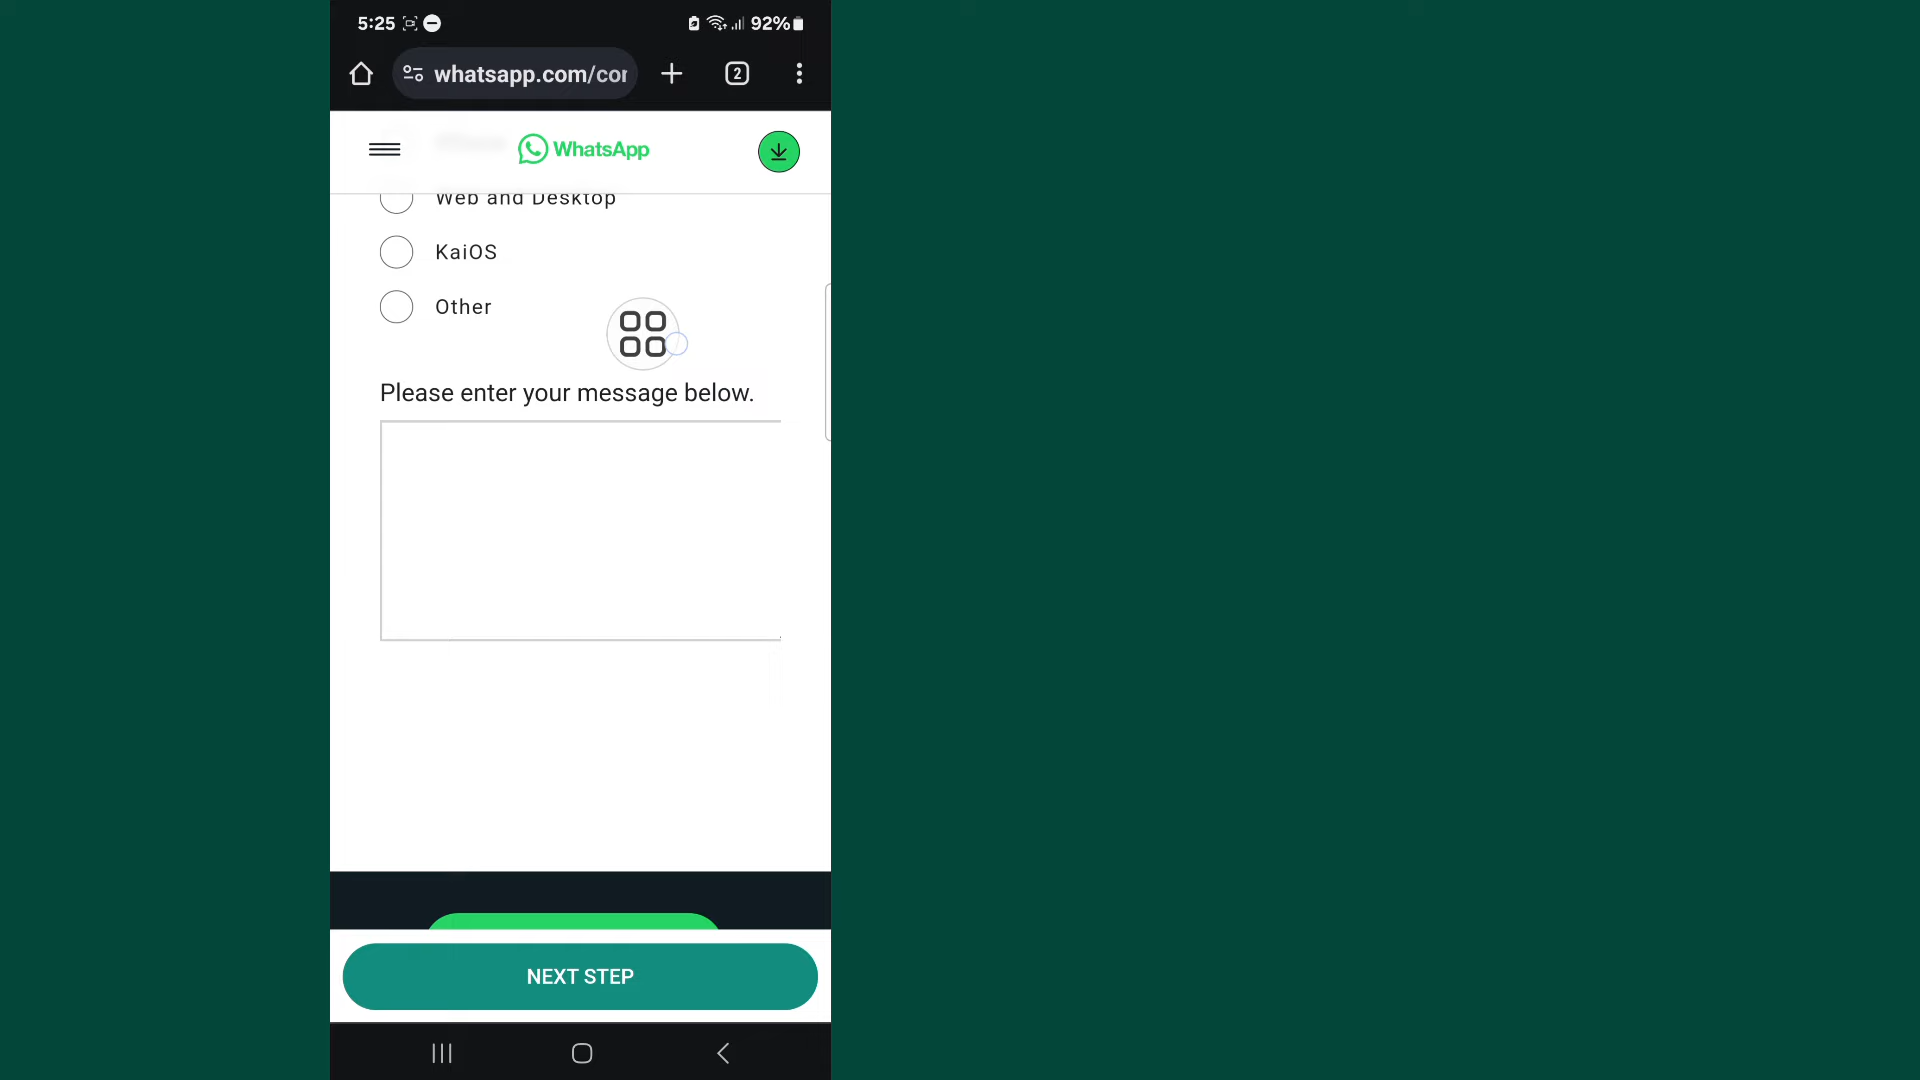 5:25
92%
whatsapp.com/cor
2
WhatsApp
Web and Desktop
KaiOS
Other
Please enter your message below.
NEXT STEP